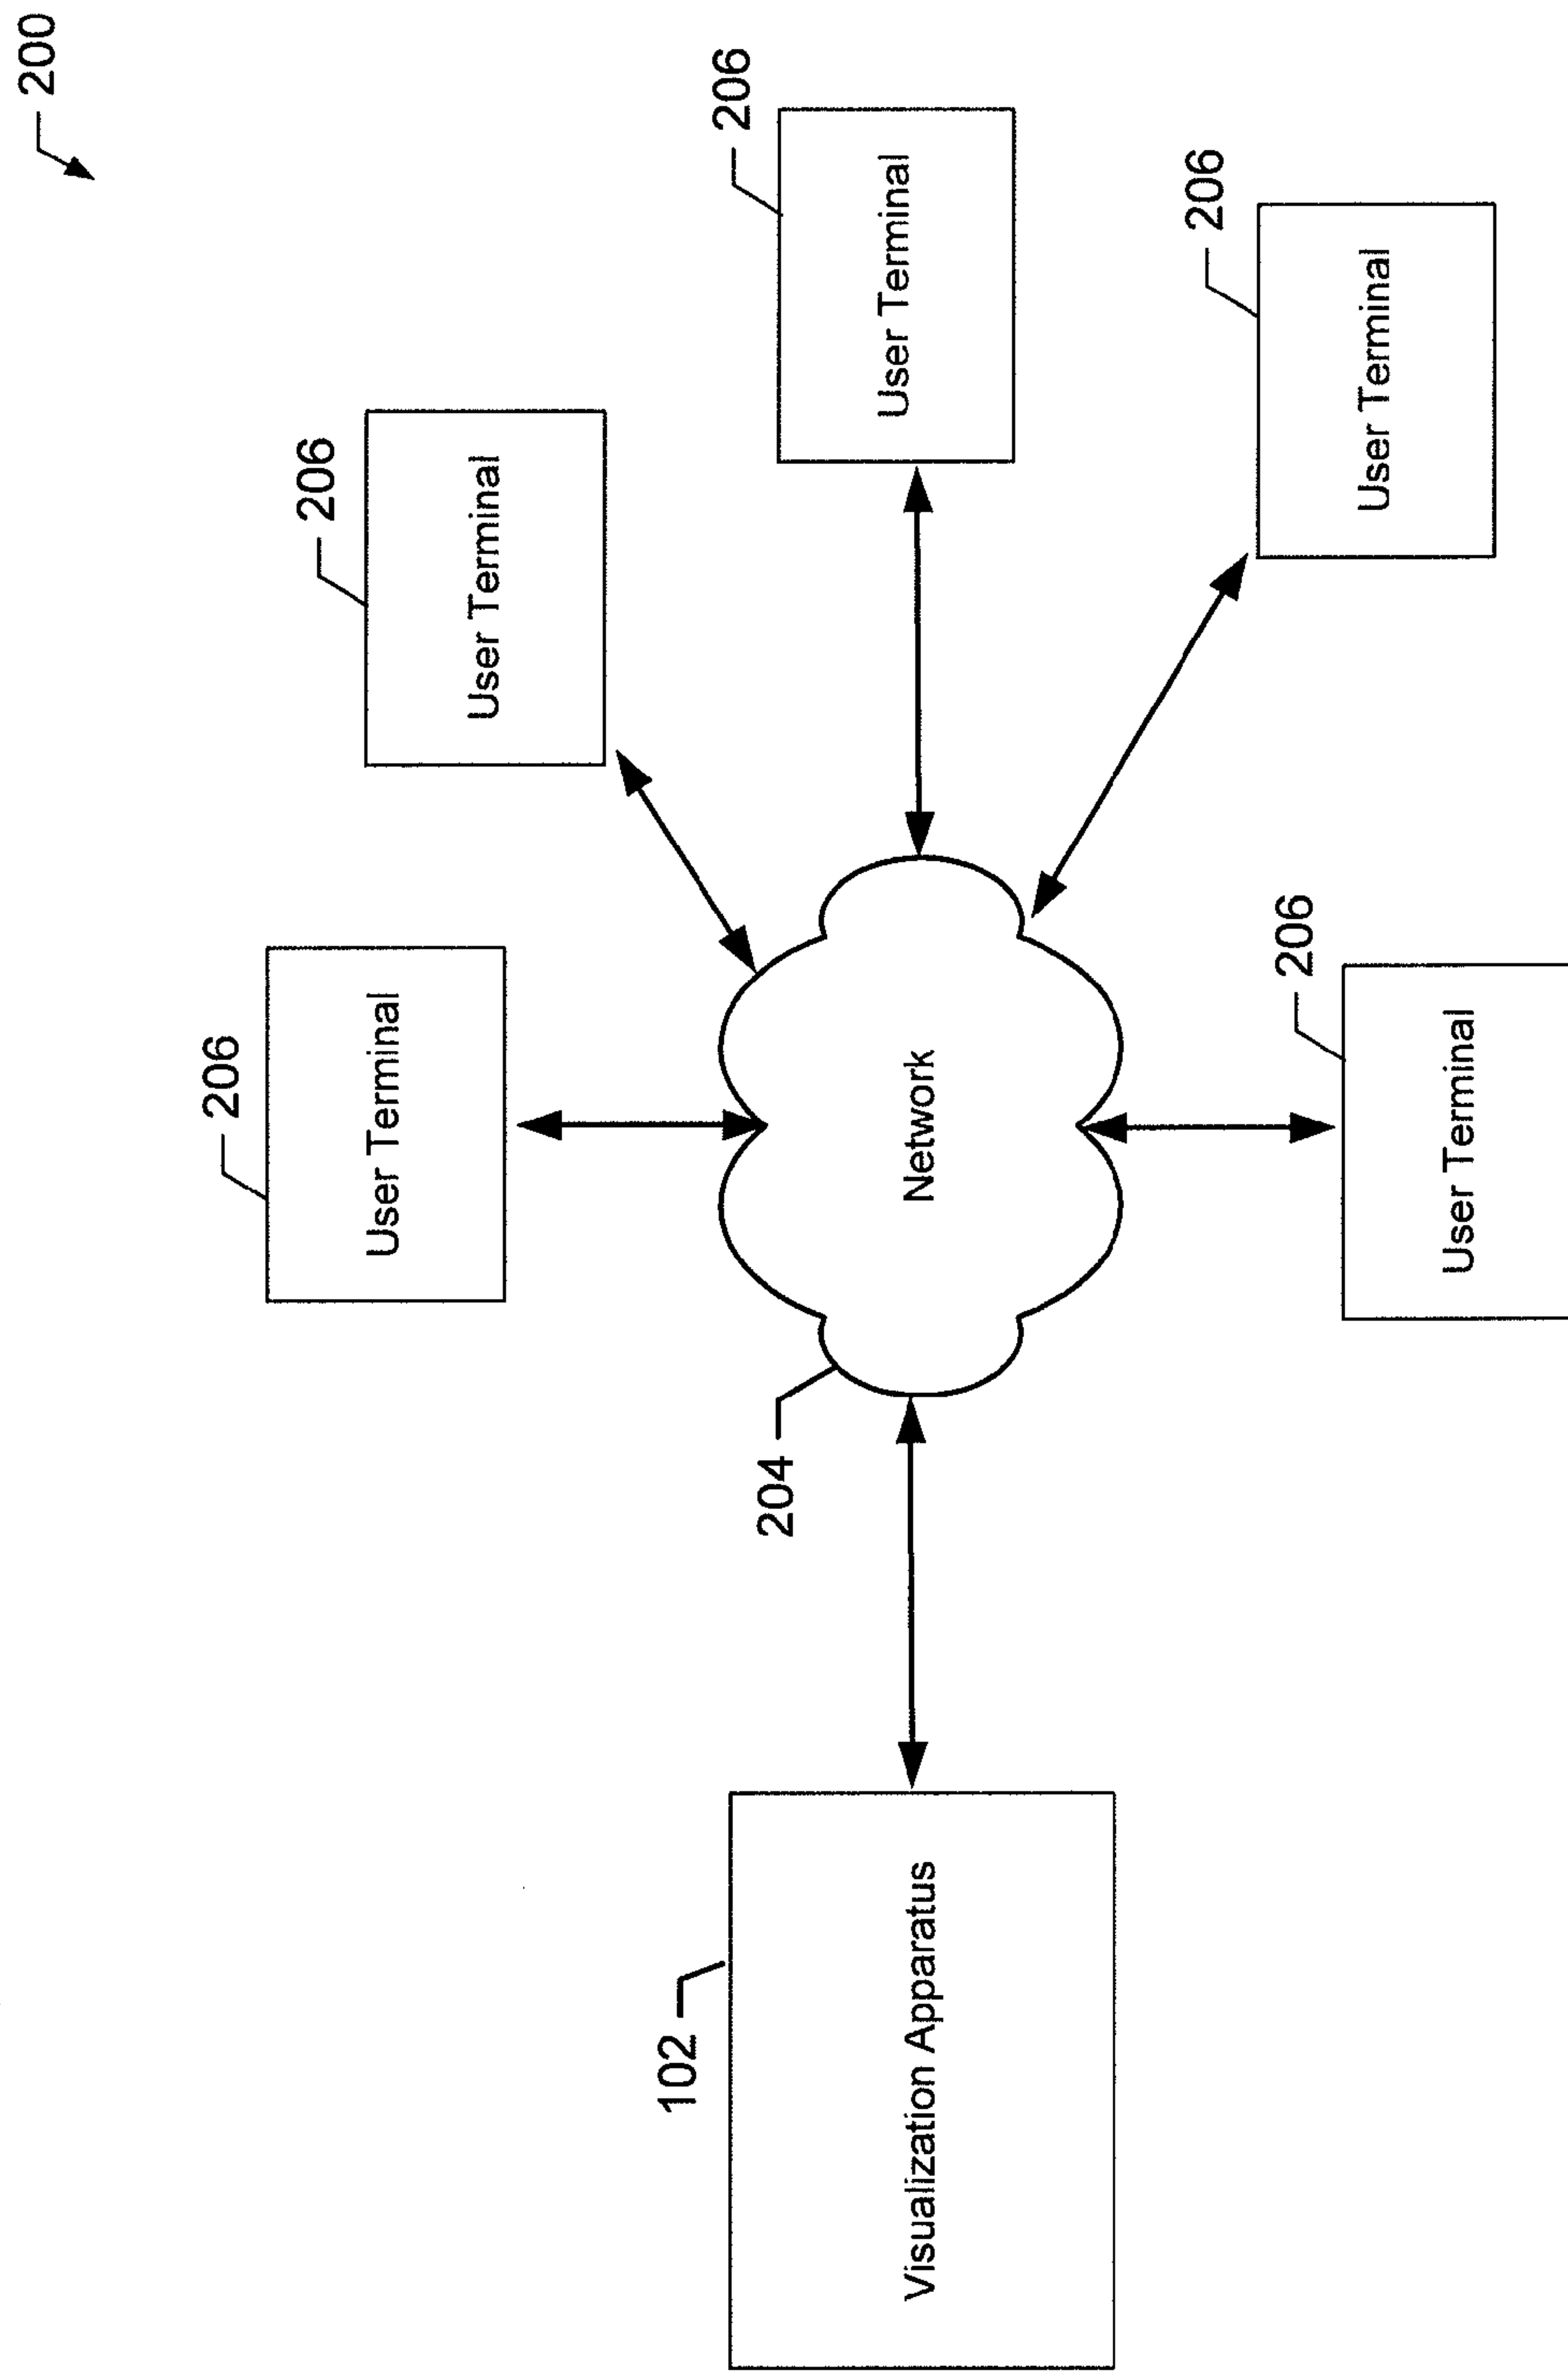 200
206
User Terminal
206
User Terminal
206
User Terminal
206
User Terminal
206
User Terminal
204
Network
102
Visualization Apparatus